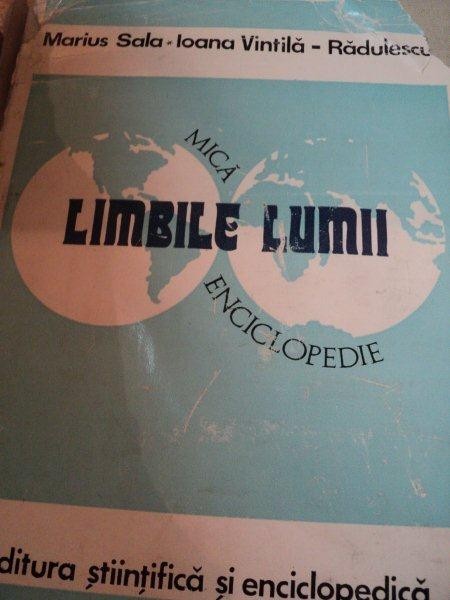 Marius Sala - Ioana Vintilă - Rădulescu
MICĂ
LIMBILE LUMII
ENCICLOPEDIE
ditura științifică și enciclopedică